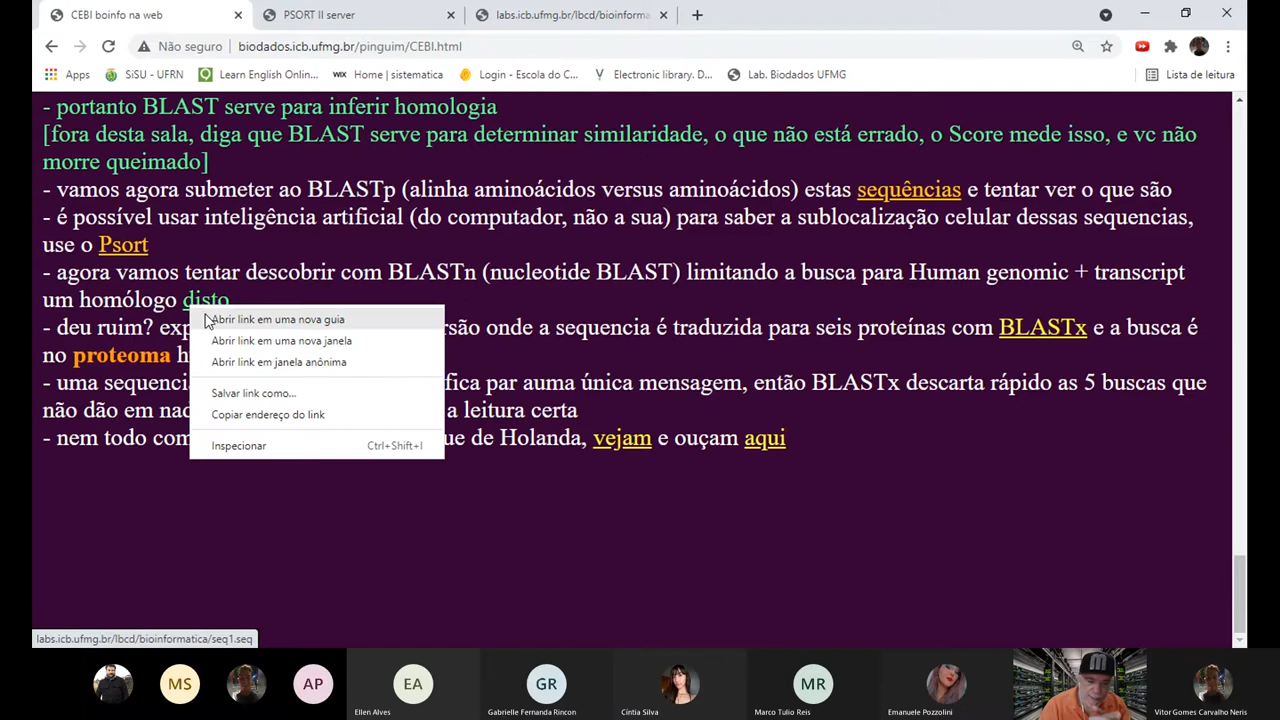 CEBI boinfo na web
PSORT II server
labs.icb.ufmg.br/lbcd/bioinforma
Não seguro
biodados.icb.ufmg.br/pinguim/CEBI.html
Apps
SiSU - UFRN
Learn English Onlin...
WIX
Home | sistematica
Login - Escola do C...
Electronic library. D...
Lab. Biodados UFMG
Lista de leitura
- portanto BLAST serve para inferir homologia
[fora desta sala, diga que BLAST serve para determinar similaridade, o que não está errado, o Score mede isso, e vc não
morre queimado]
- vamos agora submeter ao BLASTp (alinha aminoácidos versus aminoácidos) estas sequências e tentar ver o que são
- é possível usar inteligência artificial (do computador, não a sua) para saber a sublocalização celular dessas sequencias,
use o Psort
- agora vamos tentar descobrir com BLASTn (nucleotide BLAST) limitando a busca para Human genomic + transcript
um homólogo disto
- deu ruim? exp
são onde a sequencia é traduzida para seis proteínas com BLASTx e a busca é
no proteoma h
- uma sequenci
fica par auma única mensagem, então BLASTx descarta rápido as 5 buscas que
não dão em nad
a leitura certa
- nem todo com
ue de Holanda, vejam e ouçam aqui
Abrir link em uma nova guia
Abrir link em uma nova janela
Abrir link em janela anônima
Salvar link como...
Copiar endereço do link
Inspecionar
Ctrl+Shift+I
labs.icb.ufmg.br/lbcd/bioinformatica/seq1.seq
MS
AP
EA
GR
MR
Ellen Alves
Gabrielle Fernanda Rincon
Cíntia Silva
Marco Tulio Reis
Emanuele Pozzolini
Vitor Gomes Carvalho Neris